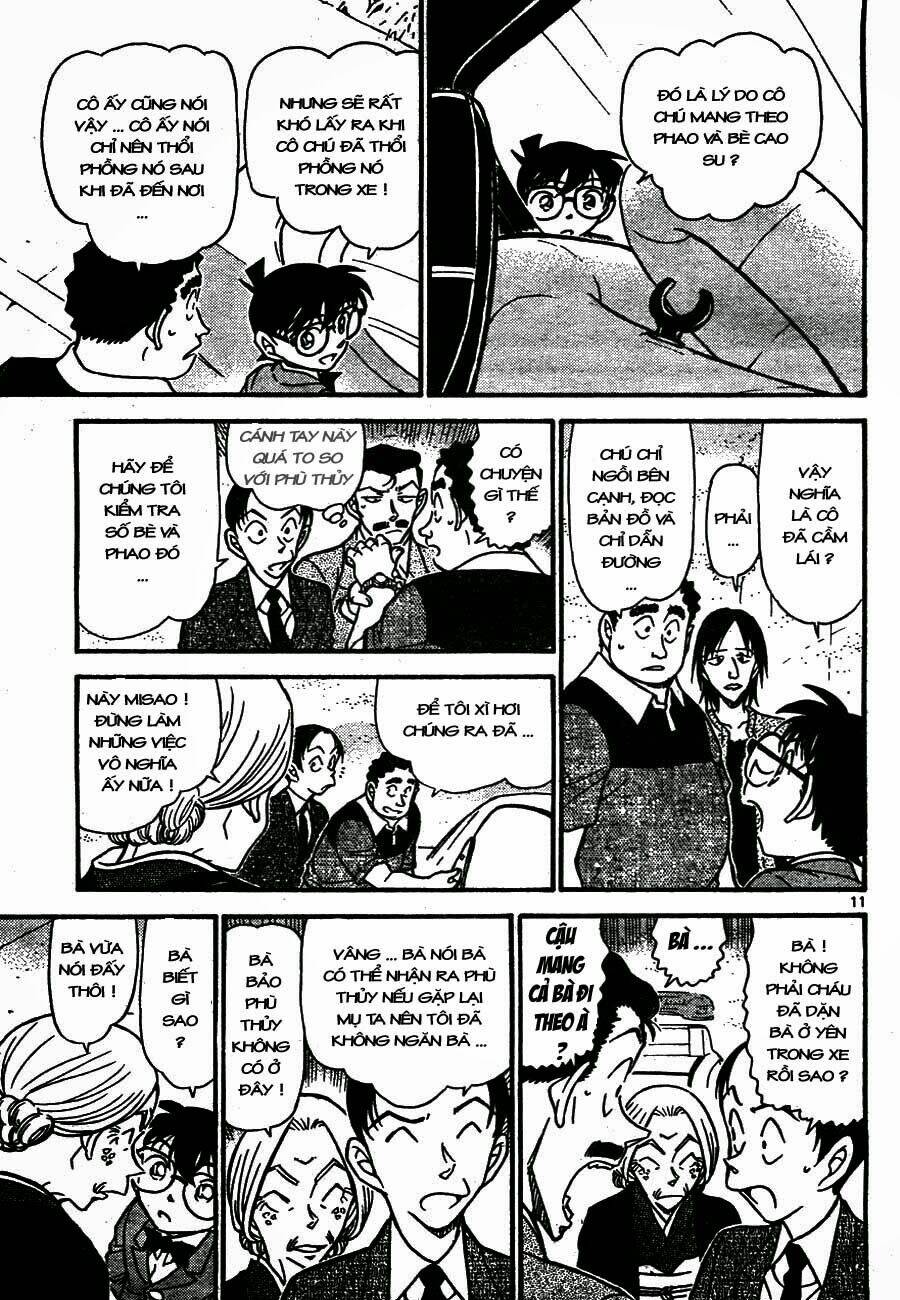 ĐÓ LÀ LÝ DO CÔ
CHÚ MANG THEO
PHAO VÀ BÈ CAO
SU ?
NHƯNG SẼ RẤT
KHÓ LẤY RA KHI
CÔ CHÚ ĐÃ THỔI
PHỒNG NÓ
TRONG XE !
CÔ ẤY CŨNG NÓI
VẬY ... CÔ ẤY NÓI
CHỈ NÊN THỔI
PHỒNG NÓ SAU
KHI ĐÃ ĐẾN NƠI
...
VẬY
NGHĨA
LÀ CÔ
ĐÃ CẦM
LÁI ?
PHẢI
...
CHÚ CHỈ
NGỒI BÊN
CẠNH, ĐỌC
BẢN ĐỒ VÀ
CHỈ DẪN
ĐƯỜNG
...
CÓ
CHUYỆN
GÌ THẾ
?
CÁNH TAY NÀY
QUÁ TO SO
VỚI PHÙ THỦY
HÃY ĐỂ
CHÚNG TÔI
KIỂM TRA
SỐ BÈ VÀ
PHAO ĐÓ
...
ĐỂ TÔI XÌ HƠI
CHÚNG RA ĐÃ ...
NÀY MISAO !
ĐỪNG LÀM
NHỮNG VIỆC
VÔ NGHĨA
ẤY NỮA !
11
BÀ !
KHÔNG
PHẢI CHÁU
ĐÃ DẶN
BÀ Ở YÊN
TRONG XE
RỒI SAO ?
BÀ ...
CẬU
MANG
CẢ BÀ ĐI
THEO À
?
VÂNG ... BÀ NÓI BÀ
CÓ THỂ NHẬN RA PHÙ
THỦY NẾU GẶP LẠI
MỤ TA NÊN TÔI ĐÃ
KHÔNG NGĂN BÀ ...
BÀ
BẢO
PHÙ
THỦY
KHÔNG
CÓ Ở
ĐÂY !
BÀ
BIẾT
GÌ
SAO
?
BÀ VỪA
NÓI ĐẤY
THÔI !